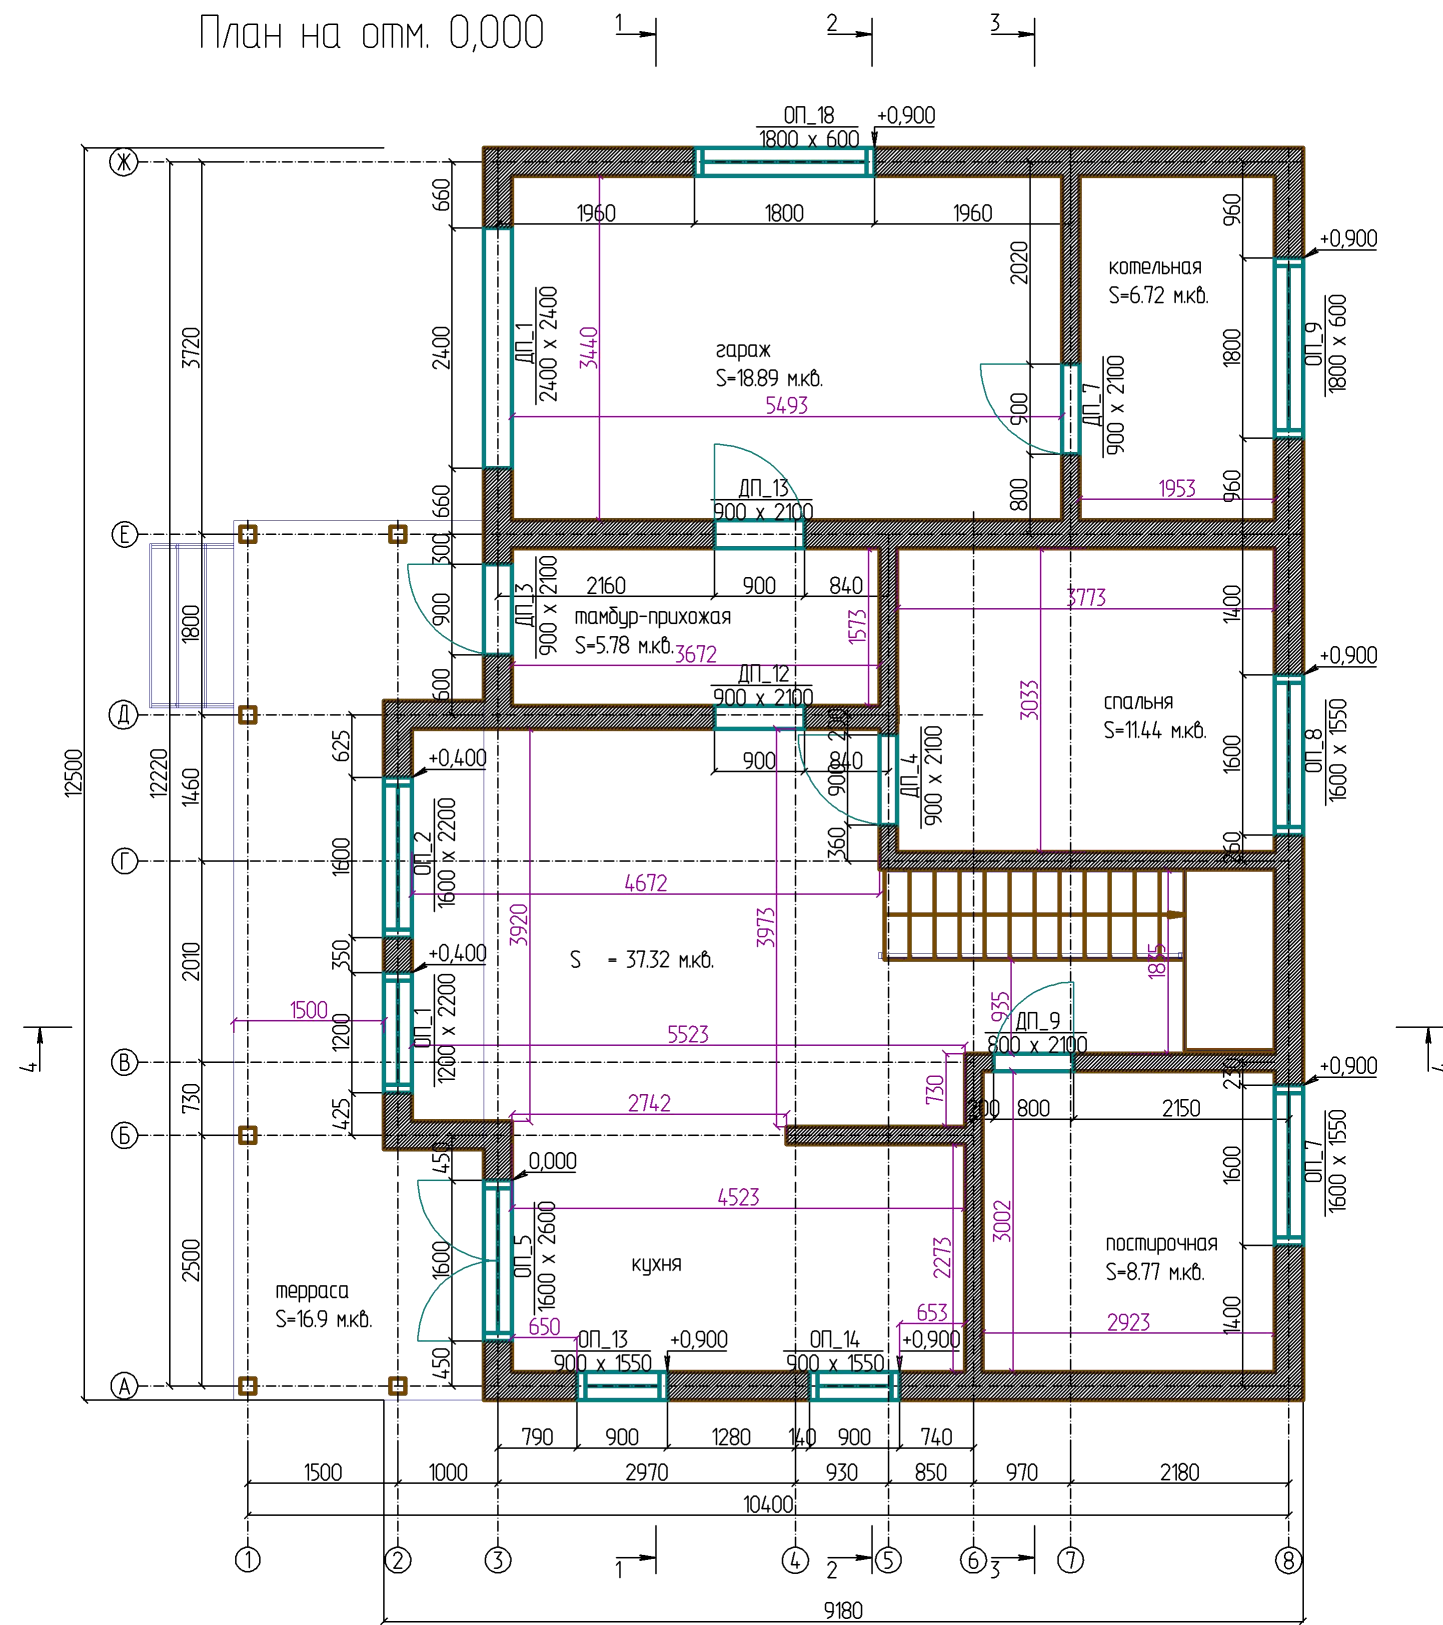 План на отм. 0,000
1
2
3
ОП_18
1800 x 600
+0,900
Ж
660
1960
1800
1960
960
2020
+0,900
котельная
S=6.72 м.кв.
3720
2400
ДП_1
2400 x 2400
3440
гараж
S=18.89 м.кв.
5493
900
ДП_7
900 x 2100
1800
ОП_9
1800 x 600
660
ДП_13
900 x 2100
800
1953
960
Е
300
2160
900
840
3773
1400
1800
900
ДП_3
900 x 2100
тамбур-прихожая
S=5.78 м.кв.
3672
1573
600
ДП_12
900 x 2100
+0,900
3033
спальня
S=11.44 м.кв.
Д
625
+0,400
200
900
840
900
ДП_4
900 x 2100
1600
ОП_8
1600 x 1550
12500
12220
1460
1600
ОП_2
1600 x 2200
360
260
Г
4672
3920
3973
2010
350
+0,400
S = 37.32 м.кв.
1835
1500
1200
ОП_1
1200 x 2200
5523
935
ДП_9
800 x 2100
4
4
В
230
+0,900
730
425
2742
730
200
800
2150
Б
450
0,000
1600
ОП_7
1600 x 1550
4523
3002
2500
1600
ОП_5
1600 x 2600
кухня
2273
постирочная
S=8.77 м.кв.
терраса
S=16.9 м.кв.
650
ОП_13
900 x 1550
+0,900
ОП_14
900 x 1550
653
+0,900
2923
1400
450
А
790
900
1280
140
900
740
1500
1000
2970
930
850
970
2180
10400
1
2
3
4
5
6
7
8
1
2
3
9180